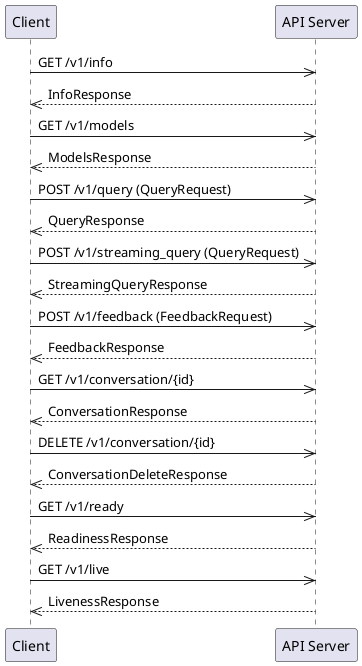 Client
API Server
GET /v1/info
InfoResponse
GET /v1/models
ModelsResponse
POST /v1/query (QueryRequest)
QueryResponse
POST /v1/streaming_query (QueryRequest)
StreamingQueryResponse
POST /v1/feedback (FeedbackRequest)
FeedbackResponse
GET /v1/conversation/{id}
ConversationResponse
DELETE /v1/conversation/{id}
ConversationDeleteResponse
GET /v1/ready
ReadinessResponse
GET /v1/live
LivenessResponse
Client
API Server